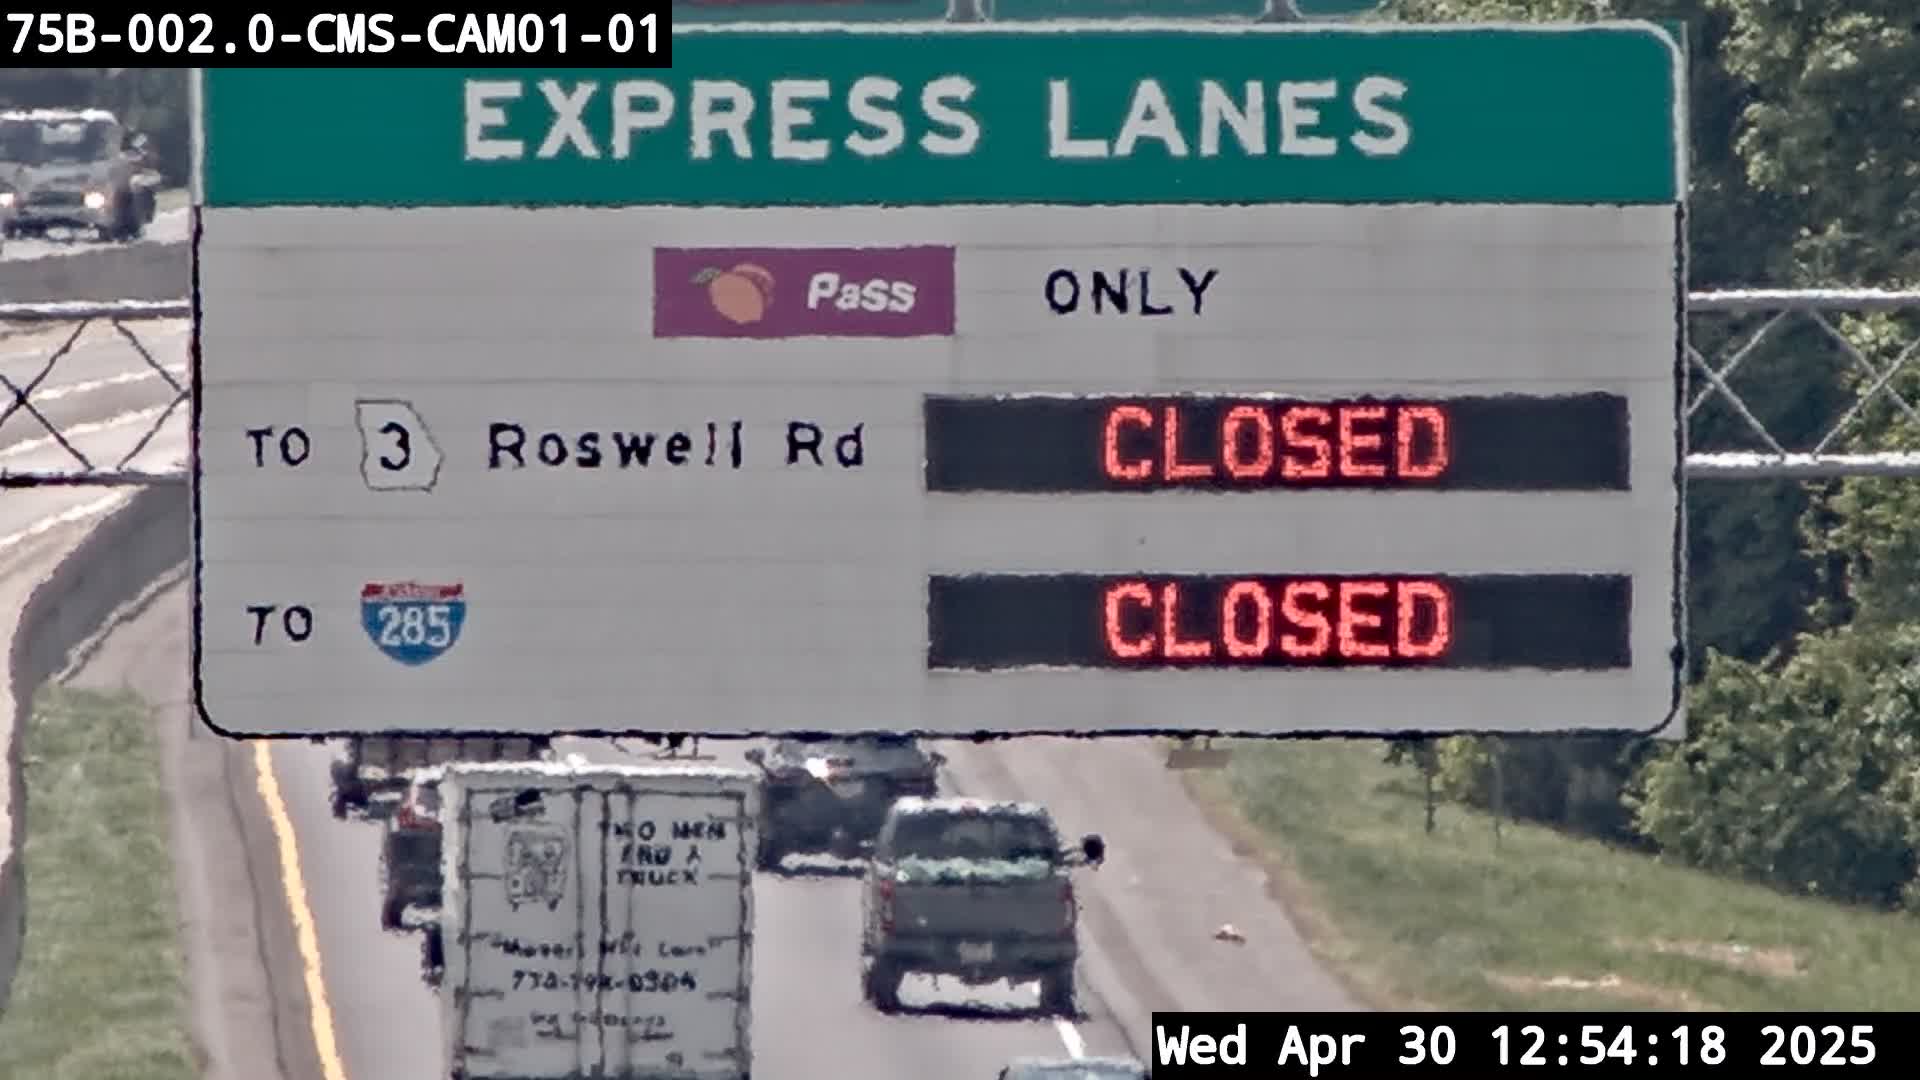 75B-002.0-CMS-CAM01-01
EXPRESS LANES
Pass ONLY
TO 3 Roswell Rd CLOSED
TO 285 CLOSED
TWO MEN
AND A
TRUCK
Wed Apr 30 12:54:18 2025